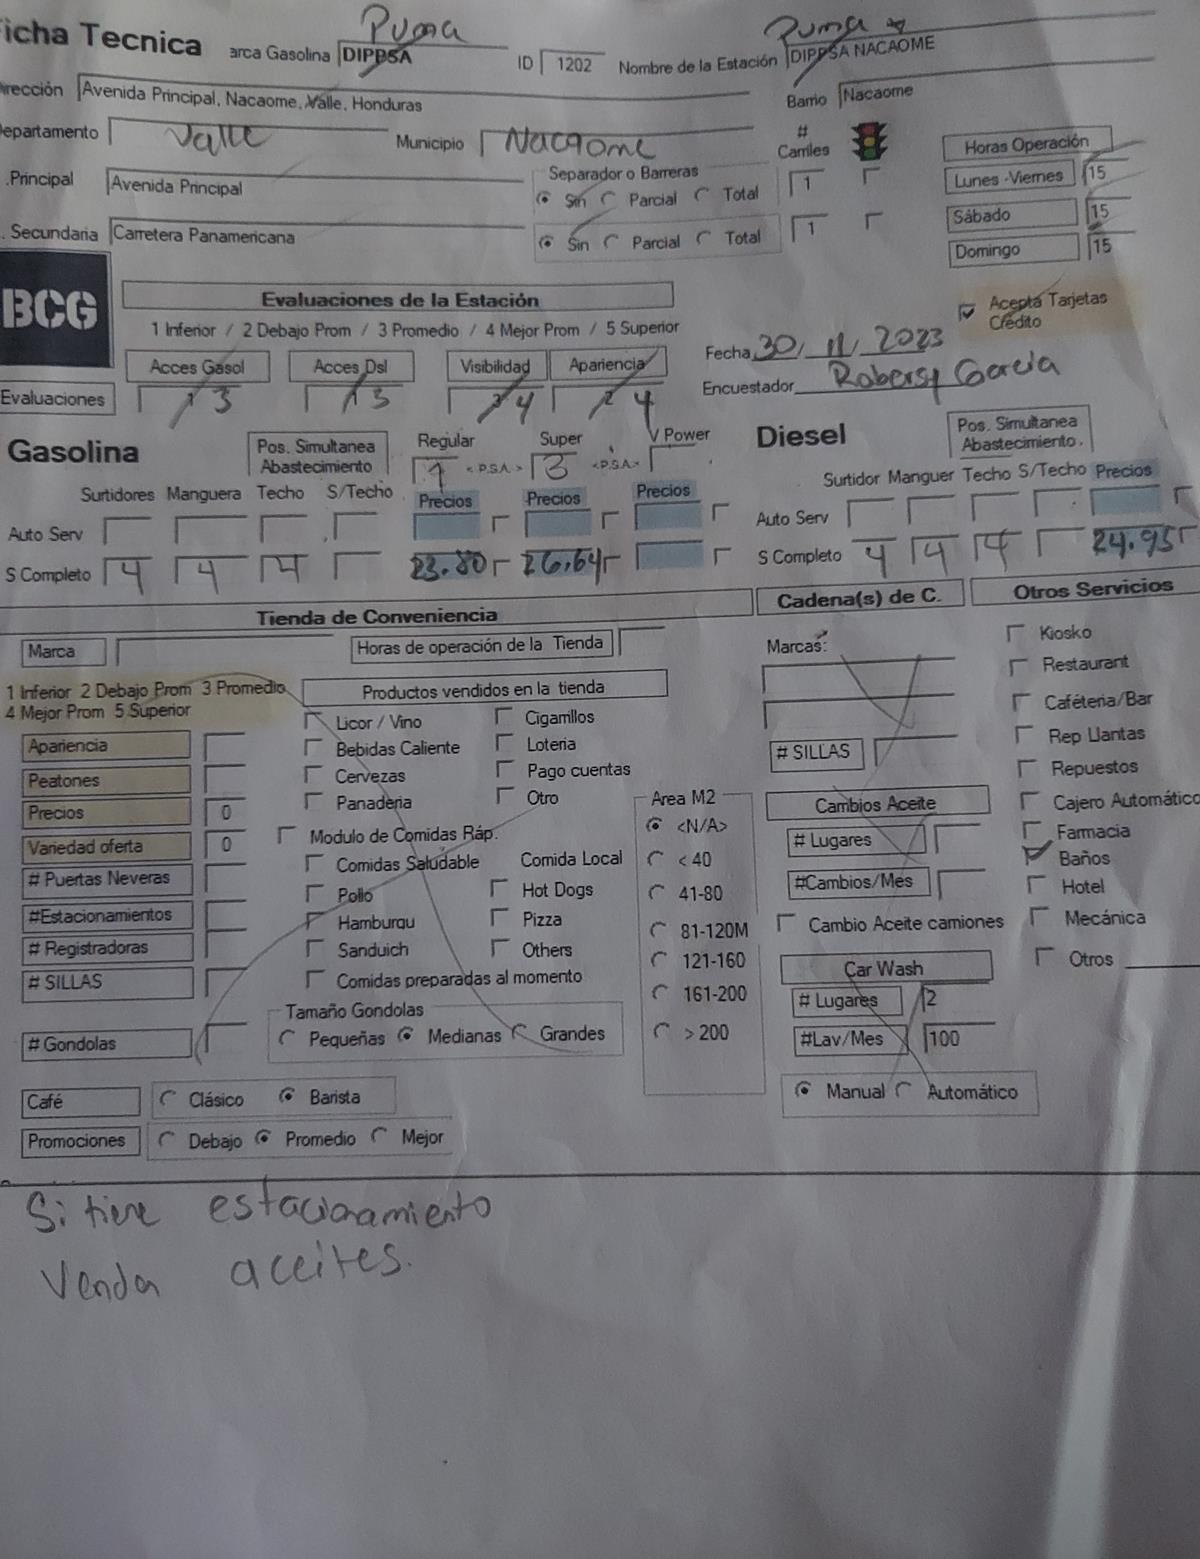 Puma
Puma
icha Tecnica arca Gasolina DIPPSA ID 1202 Nombre de la Estación DIPPSA NACAOME
irección Avenida Principal, Nacaome, Valle, Honduras Barrio Nacaome
epartamento Valle Municipio Nacaome # Carriles Horas Operación
.Principal Avenida Principal Separador o Barreras Sin Parcial Total 1 Lunes -Viernes 15
. Secundaria Carretera Panamericana Sin Parcial Total 1 Sábado 15
Domingo 15
BCG Evaluaciones de la Estación
Acepta Tarjetas Crédito
1 Inferior / 2 Debajo Prom / 3 Promedio / 4 Mejor Prom / 5 Superior
Fecha 30/ 11/ 2023
Acces Gasol Acces Dsl Visibilidad Apariencia
Encuestador Robersy Garcia
Evaluaciones 3 3 4 4
Gasolina Pos. Simultanea Abastecimiento Regular Super V Power
< P.S.A > 3 <P.S.A>
Diesel Pos. Simultanea Abastecimiento.
Surtidores Manguera Techo S/Techo Precios Precios Precios
Surtidor Manguer Techo S/Techo Precios
Auto Serv
Auto Serv
S Completo 4 4 4 23.80 26.64
S Completo 4 4 4 24.95
Tienda de Conveniencia Cadena(s) de C. Otros Servicios
Marca Horas de operación de la Tienda Marcas:
Kiosko
1 Inferior 2 Debajo Prom 3 Promedio
4 Mejor Prom 5 Superior
Productos vendidos en la tienda
Restaurant
Licor / Vino Cigarrillos Caféteria/Bar
Apariencia Bebidas Caliente Loteria # SILLAS Rep Llantas
Peatones Cervezas Pago cuentas Repuestos
Precios 0 Panaderia Otro Area M2 Cambios Aceite Cajero Automático
Variedad oferta 0 Modulo de Comidas Ráp. <N/A> # Lugares Farmacia
# Puertas Neveras Comidas Saludable Comida Local < 40 Baños
#Estacionamientos Pollo Hot Dogs 41-80 #Cambios/Mes Hotel
# Registradoras Hamburqu Pizza 81-120M Cambio Aceite camiones Mecánica
# SILLAS Sanduich Others 121-160 Car Wash Otros
Comidas preparadas al momento 161-200 # Lugares 2
Tamaño Gondolas
# Gondolas Pequeñas Medianas Grandes > 200 #Lav/Mes 100
Café Clásico Barista Manual Automático
Promociones Debajo Promedio Mejor
Si tiene estacionamiento
Venda aceites.